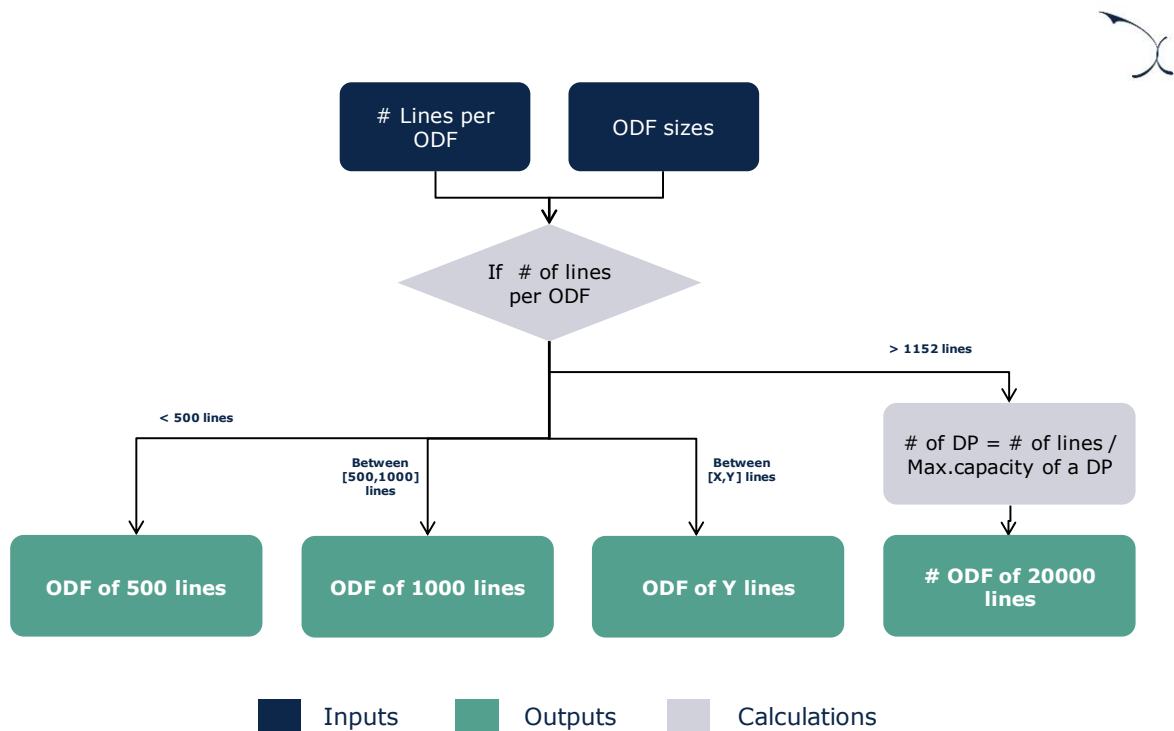 # Lines per
ODF
ODF sizes
If # of lines
per ODF
> 1152 lines
< 500 lines
Between
[500,1000]
lines
Between
[X,Y] lines
# of DP = # of lines /
Max.capacity of a DP
ODF of 500 lines
ODF of 1000 lines
ODF of Y lines
# ODF of 20000
lines
Inputs
Outputs
Calculations